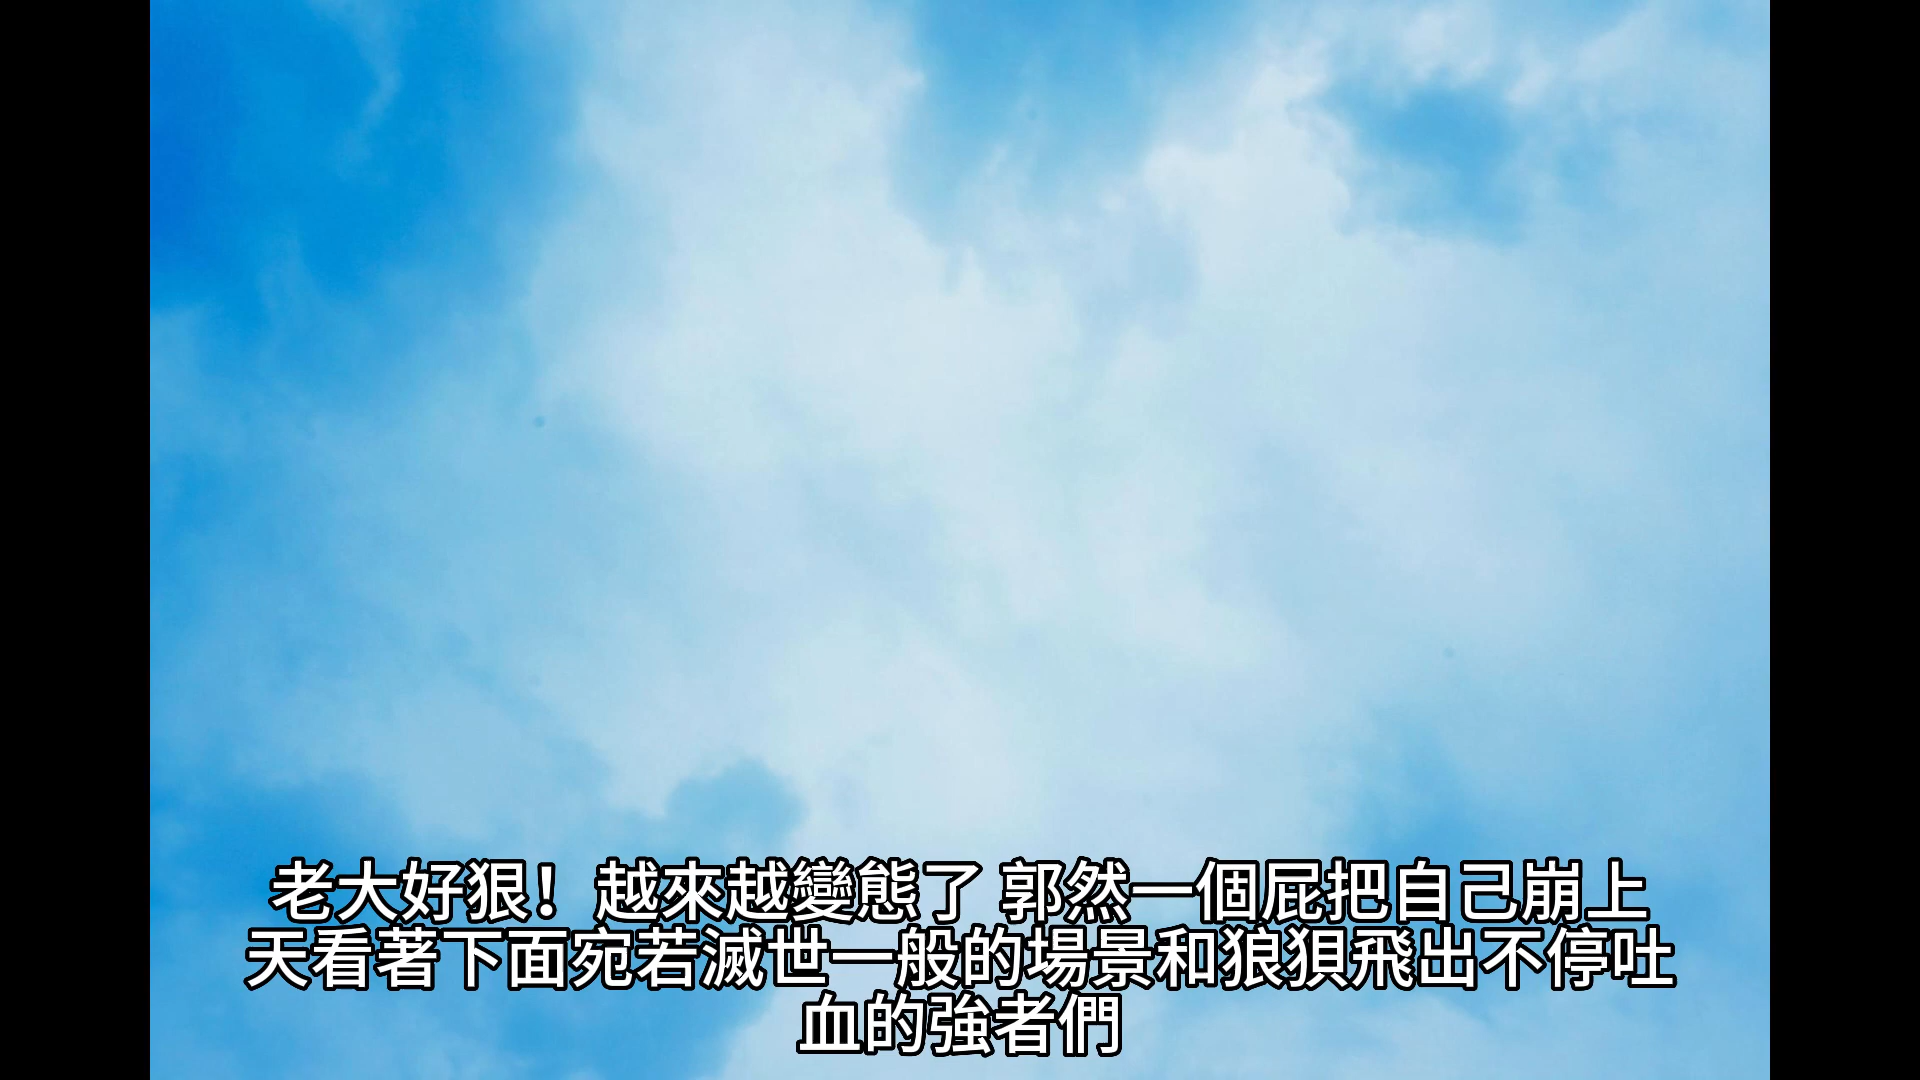 老大好狠！越來越變態了 郭然一個屁把自己崩上
天看著下面宛若滅世一般的場景和狼狽飛出不停吐
血的強者們